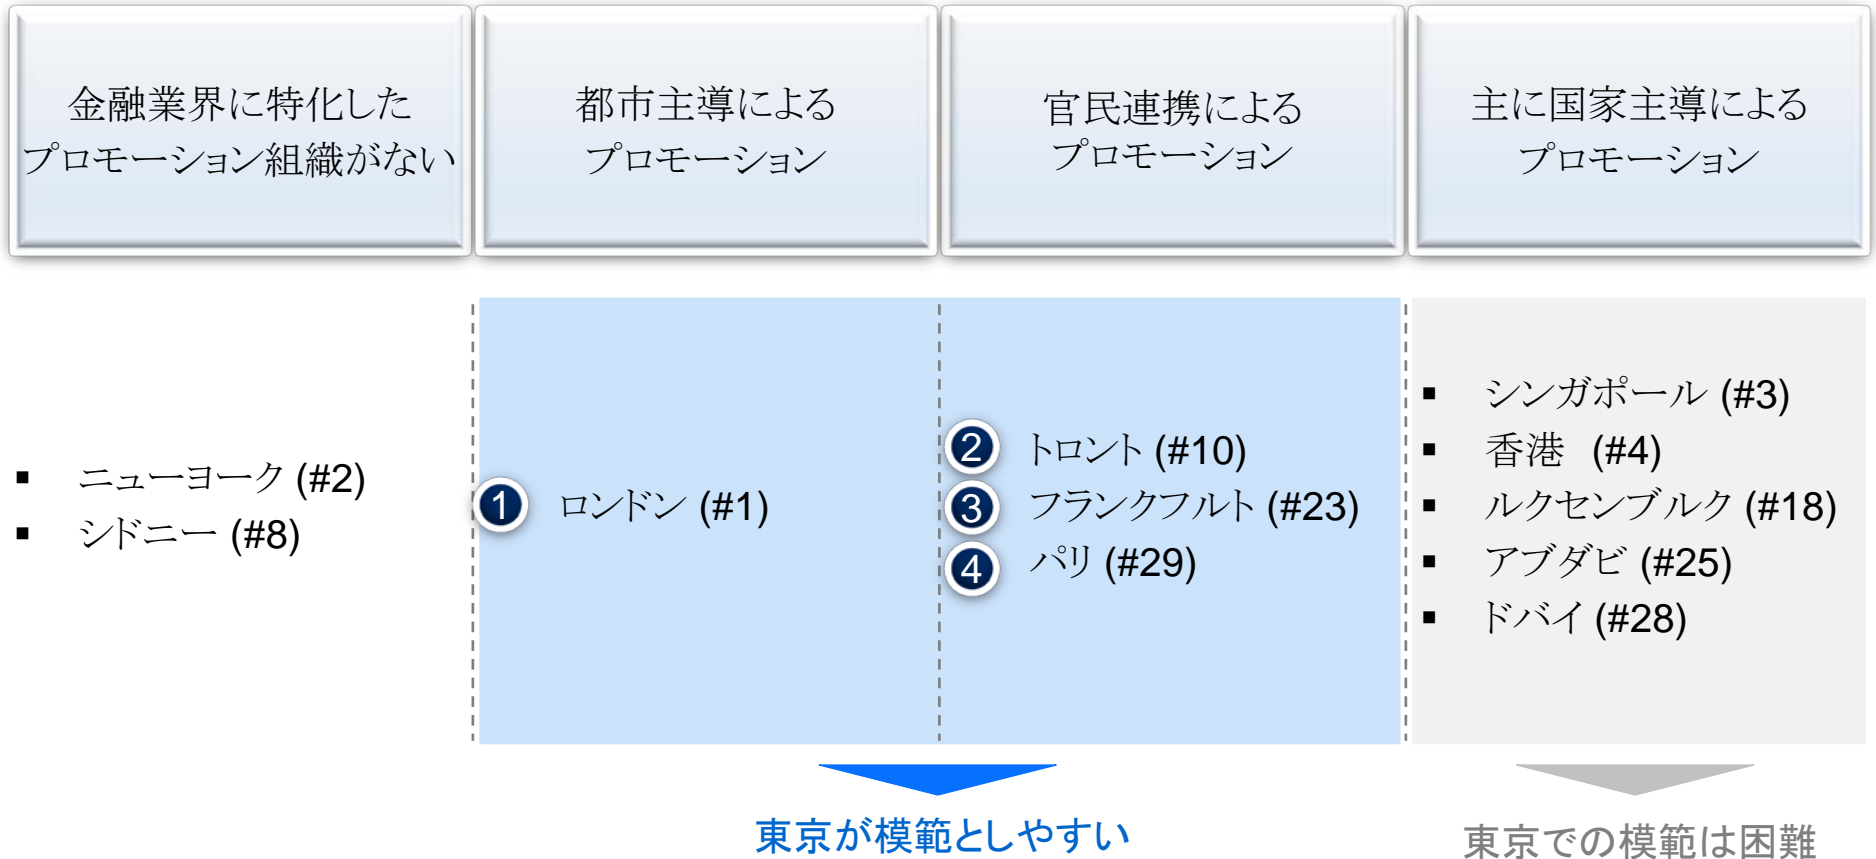 金融業界に特化した
プロモーション組織がない
都市主導による
プロモーション
官民連携による
プロモーション
主に国家主導による
プロモーション
▪ ニューヨーク (#2)
▪ シドニー (#8)
1 ロンドン (#1)
2 トロント (#10)
3 フランクフルト (#23)
4 パリ (#29)
▪ シンガポール (#3)
▪ 香港 (#4)
▪ ルクセンブルク (#18)
▪ アブダビ (#25)
▪ ドバイ (#28)
東京が模範としやすい
東京での模範は困難